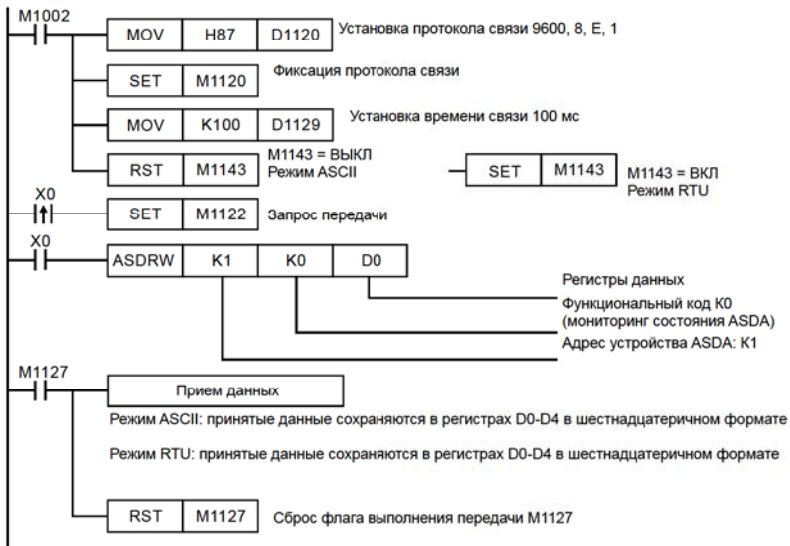 M1002
MOV H87 D1120 Установка протокола связи 9600, 8, E, 1
SET M1120 Фиксация протокола связи
MOV K100 D1129 Установка времени связи 100 мс
RST M1143 M1143 = ВЫКЛ
Режим ASCII
SET M1143 M1143 = ВКЛ
Режим RTU
X0
SET M1122 Запрос передачи
X0
ASDRW K1 K0 D0
Регистры данных
Функциональный код K0
(мониторинг состояния ASDA)
Адрес устройства ASDA: K1
M1127
Прием данных
Режим ASCII: принятые данные сохраняются в регистрах D0-D4 в шестнадцатеричном формате
Режим RTU: принятые данные сохраняются в регистрах D0-D4 в шестнадцатеричном формате
RST M1127 Сброс флага выполнения передачи M1127